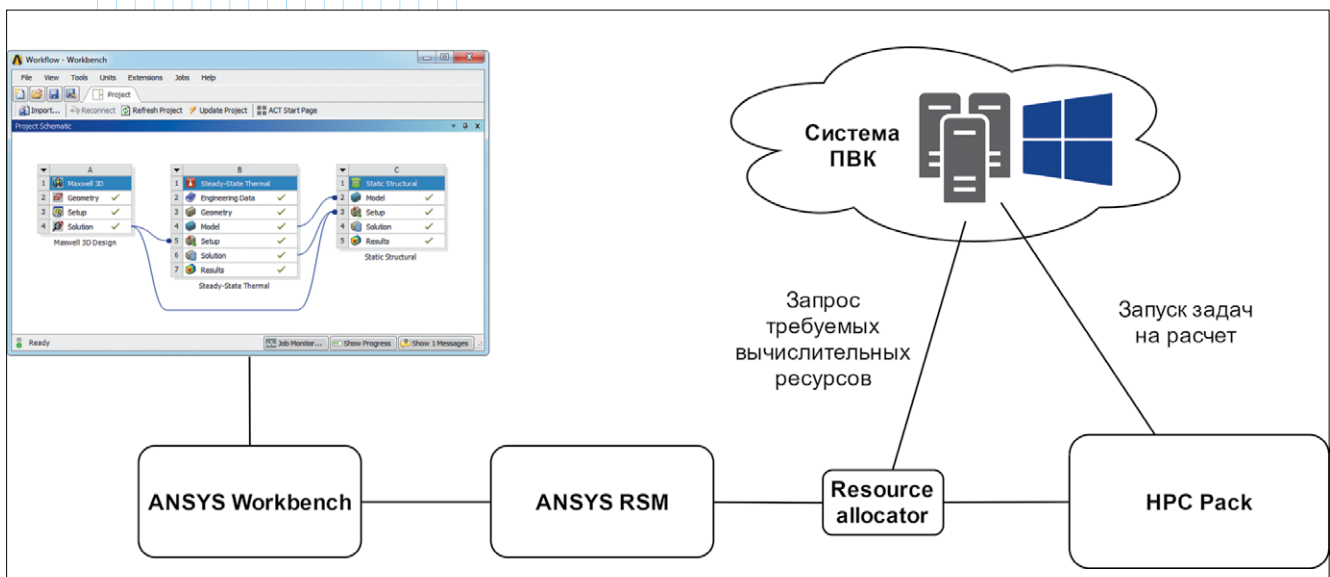 Workflow - Workbench
File View Tools Units Extensions Jobs Help
Project
Import... Reconnect Refresh Project Update Project ACT Start Page
Project Schematic
A
1 Maxwell 3D
2 Geometry
3 Setup
4 Solution
Maxwell 3D Design
B
1 Steady-State Thermal
2 Engineering Data
3 Geometry
4 Model
5 Setup
6 Solution
7 Results
Steady-State Thermal
C
1 Static Structural
2 Model
3 Setup
4 Solution
5 Results
Static Structural
Ready
Job Monitor... Show Progress Show 1 Messages
Система
ПВК
Запрос
требуемых
вычислительных
ресурсов
Запуск задач
на расчет
ANSYS Workbench
ANSYS RSM
Resource
allocator
HPC Pack